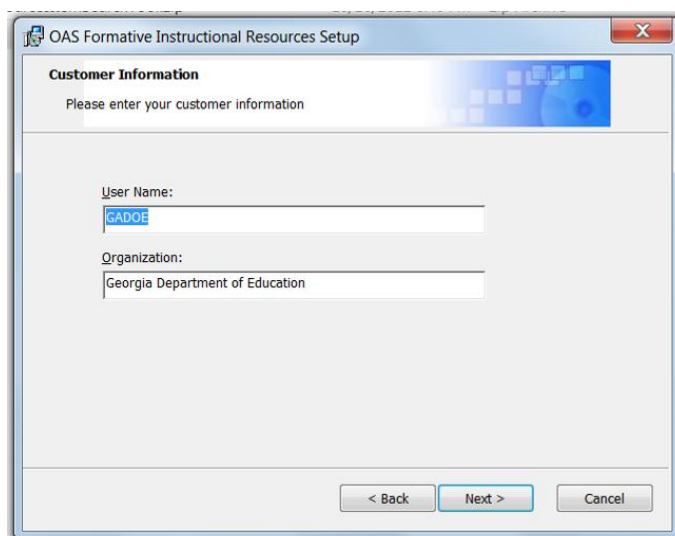 OAS Formative Instructional Resources Setup
Customer Information
Please enter your customer information
User Name:
GADOE
Organization:
Georgia Department of Education
< Back Next > Cancel